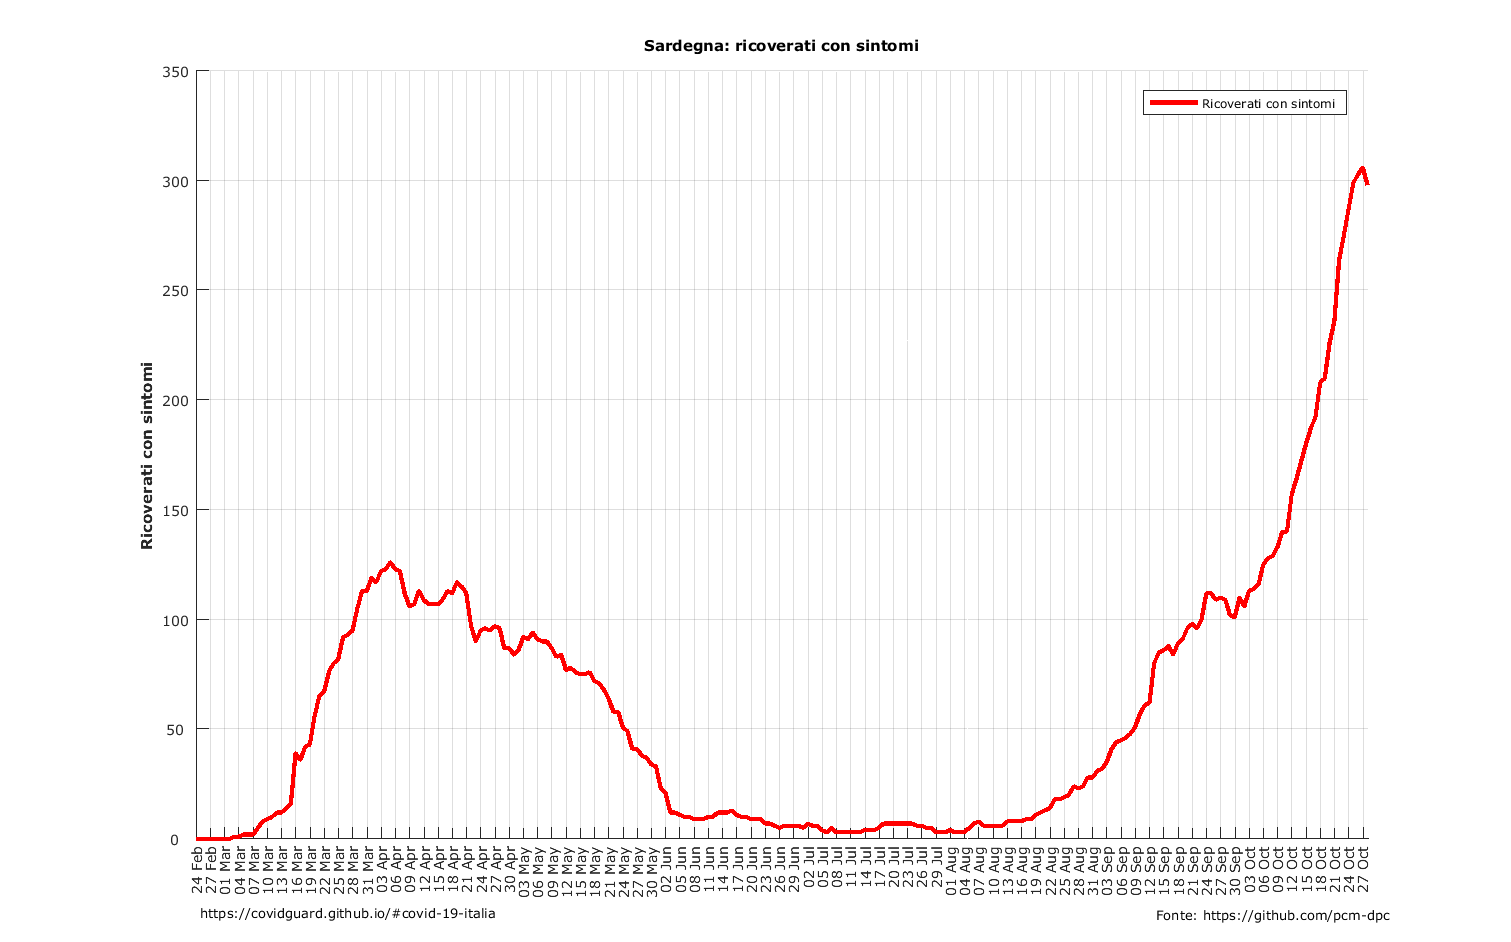 Sardegna: ricoverati con sintomi
350
300
250
200
150
100
50
0
Ricoverati con sintomi
Ricoverati con sintomi
24 Feb
27 Feb
01 Mar
04 Mar
07 Mar
10 Mar
13 Mar
16 Mar
19 Mar
22 Mar
25 Mar
28 Mar
31 Mar
03 Apr
06 Apr
09 Apr
12 Apr
15 Apr
18 Apr
21 Apr
24 Apr
27 Apr
30 Apr
03 May
06 May
09 May
12 May
15 May
18 May
21 May
24 May
27 May
30 May
02 Jun
05 Jun
08 Jun
11 Jun
14 Jun
17 Jun
20 Jun
23 Jun
26 Jun
29 Jun
02 Jul
05 Jul
08 Jul
11 Jul
14 Jul
17 Jul
20 Jul
23 Jul
26 Jul
29 Jul
01 Aug
04 Aug
07 Aug
10 Aug
13 Aug
16 Aug
19 Aug
22 Aug
25 Aug
28 Aug
31 Aug
03 Sep
06 Sep
09 Sep
12 Sep
15 Sep
18 Sep
21 Sep
24 Sep
27 Sep
30 Sep
03 Oct
06 Oct
09 Oct
12 Oct
15 Oct
18 Oct
21 Oct
24 Oct
27 Oct
https://covidguard.github.io/#covid-19-italia
Fonte: https://github.com/pcm-dpc